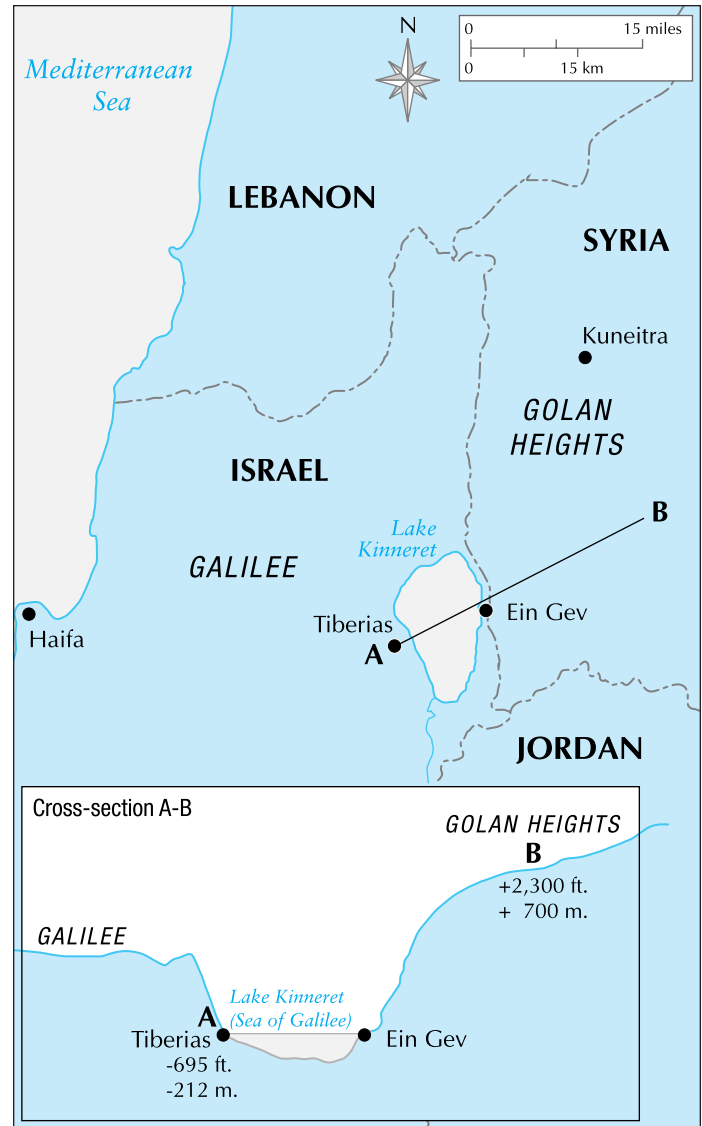 Mediterranean
Sea
N
0
15 miles
0
15 km
LEBANON
SYRIA
Kuneitra
GOLAN
HEIGHTS
ISRAEL
B
Lake
Kinneret
GALILEE
Ein Gev
Tiberias
A
Haifa
JORDAN
Cross-section A-B
GOLAN HEIGHTS
B
+2,300 ft.
+ 700 m.
GALILEE
Lake Kinneret
(Sea of Galilee)
A
Tiberias
Ein Gev
-695 ft.
-212 m.